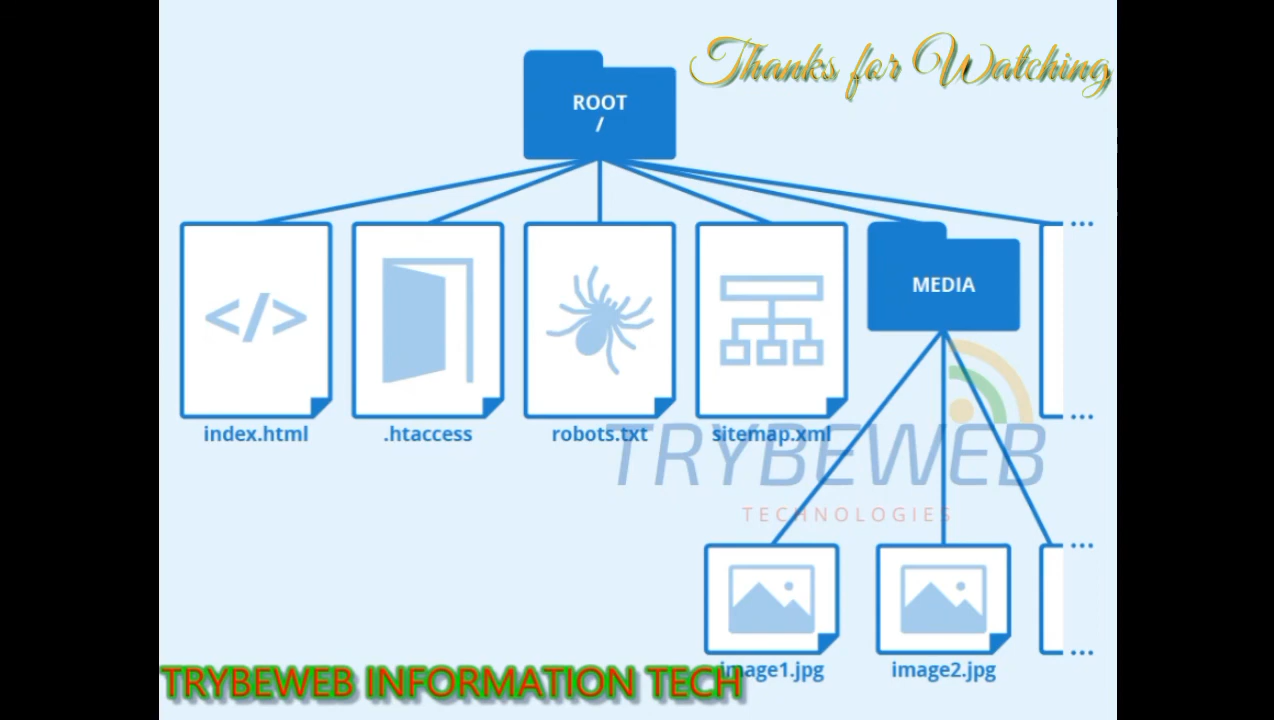 Thanks for Watching
ROOT
/
...
MEDIA
</>
...
index.html
.htaccess
robots.txt
sitemap.xml
TRYBEWEB
TECHNOLOGIES
...
...
image1.jpg
image2.jpg
TRYBEWEB INFORMATION TECH